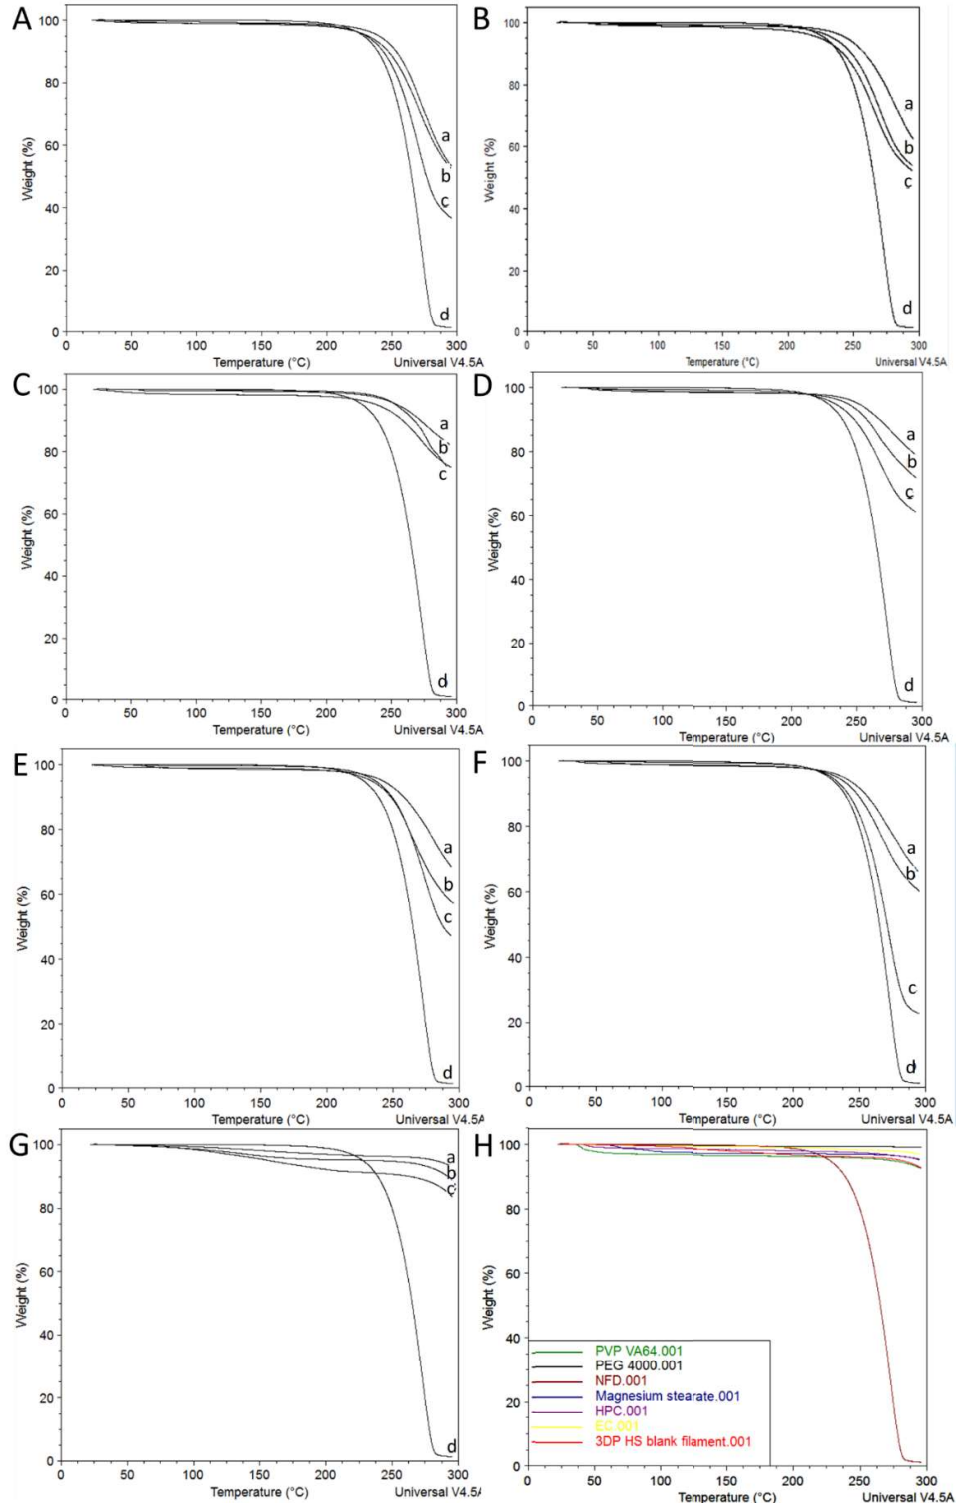 A
100
80
60
40
20
0
Weight (%)
a
b
c
d
0 50 100 150 200 250 300
Temperature (°C)
Universal V4.5A
B
100
80
60
40
20
0
Weight (%)
a
b
c
d
0 50 100 150 200 250 300
Temperature (°C)
Universal V4.5A
C
100
80
60
40
20
0
Weight (%)
a
b
c
d
0 50 100 150 200 250 300
Temperature (°C)
Universal V4.5A
D
100
80
60
40
20
0
Weight (%)
a
b
c
d
0 50 100 150 200 250 300
Temperature (°C)
Universal V4.5A
E
100
80
60
40
20
0
Weight (%)
a
b
c
d
0 50 100 150 200 250 300
Temperature (°C)
Universal V4.5A
F
100
80
60
40
20
0
Weight (%)
a
b
c
d
0 50 100 150 200 250 300
Temperature (°C)
Universal V4.5A
G
100
80
60
40
20
0
Weight (%)
a
b
c
d
0 50 100 150 200 250 300
Temperature (°C)
Universal V4.5A
H
100
80
60
40
20
0
Weight (%)
PVP VA64.001
PEG 4000.001
NFD.001
Magnesium stearate.001
HPC.001
EC.001
3DP HS blank filament.001
0 50 100 150 200 250 300
Temperature (°C)
Universal V4.5A